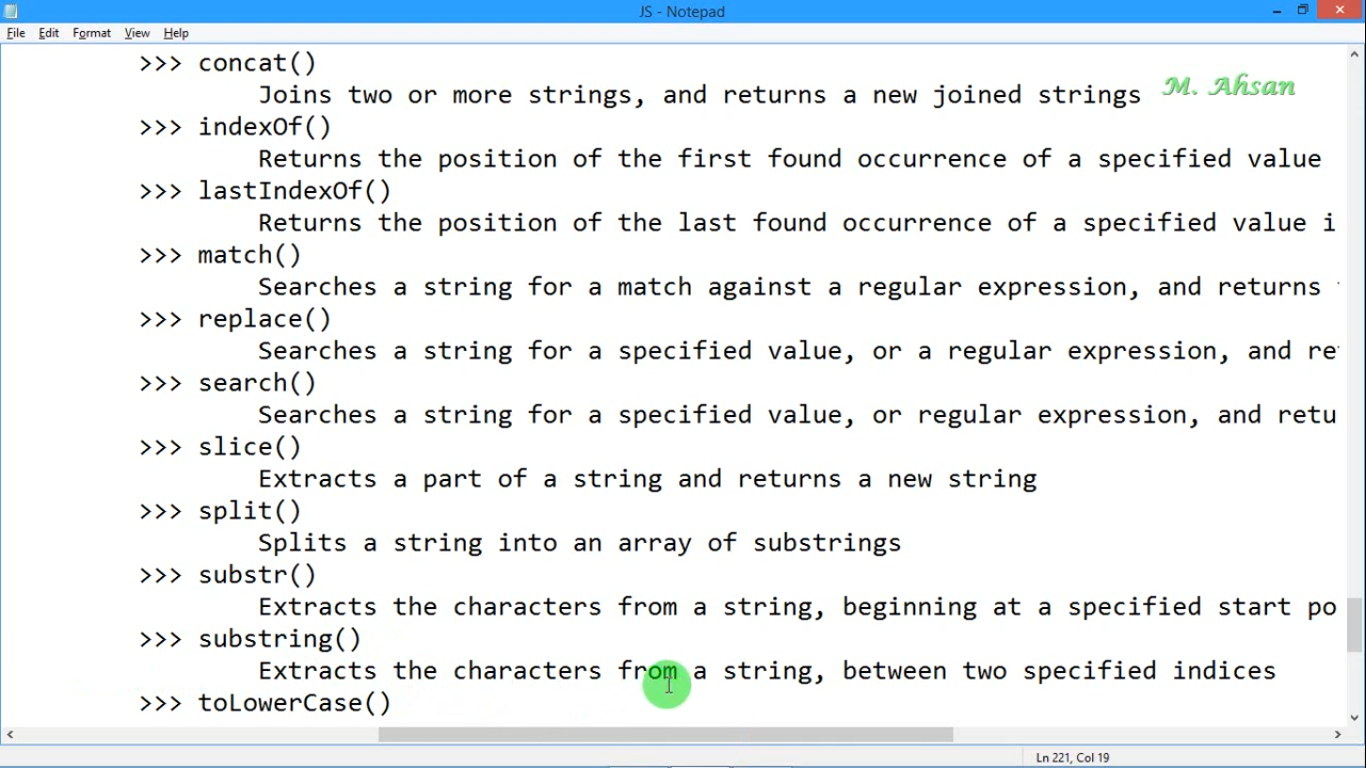 JS - Notepad
File Edit Format View Help
>>> concat()
Joins two or more strings, and returns a new joined strings
M. Ahsan
>>> indexOf()
Returns the position of the first found occurrence of a specified value
>>> lastIndexOf()
Returns the position of the last found occurrence of a specified value i
>>> match()
Searches a string for a match against a regular expression, and returns
>>> replace()
Searches a string for a specified value, or a regular expression, and re
>>> search()
Searches a string for a specified value, or regular expression, and retu
>>> slice()
Extracts a part of a string and returns a new string
>>> split()
Splits a string into an array of substrings
>>> substr()
Extracts the characters from a string, beginning at a specified start po
>>> substring()
Extracts the characters from a string, between two specified indices
>>> toLowerCase()
Ln 221, Col 19